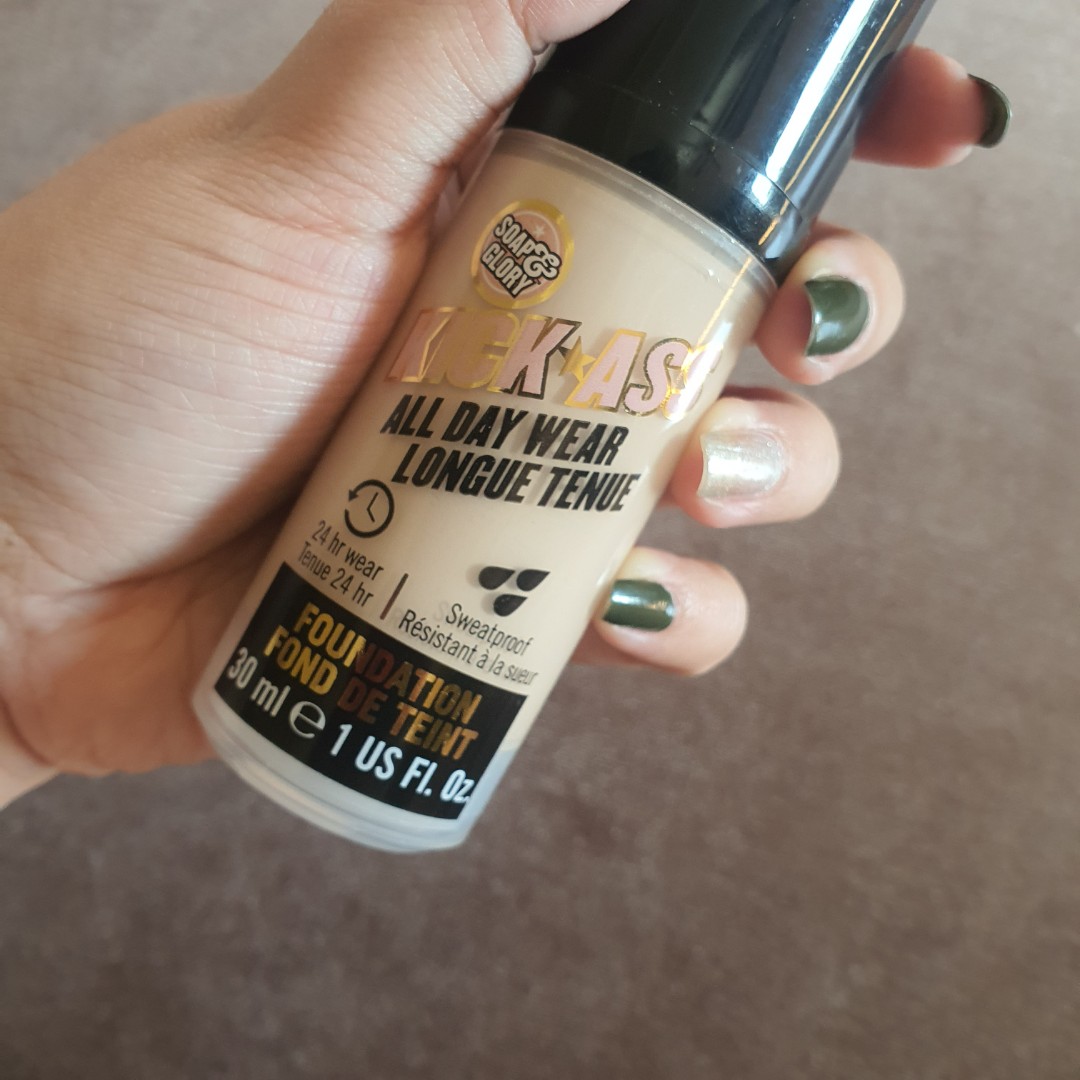 SOAP &
GLORY
KICK ASS
ALL DAY WEAR
LONGUE TENUE
24 hr wear
Tenue 24 hr
Sweatproof
Résistant à la sueur
FOUNDATION
FOND DE TEINT
30 ml e 1 US Fl. Oz.